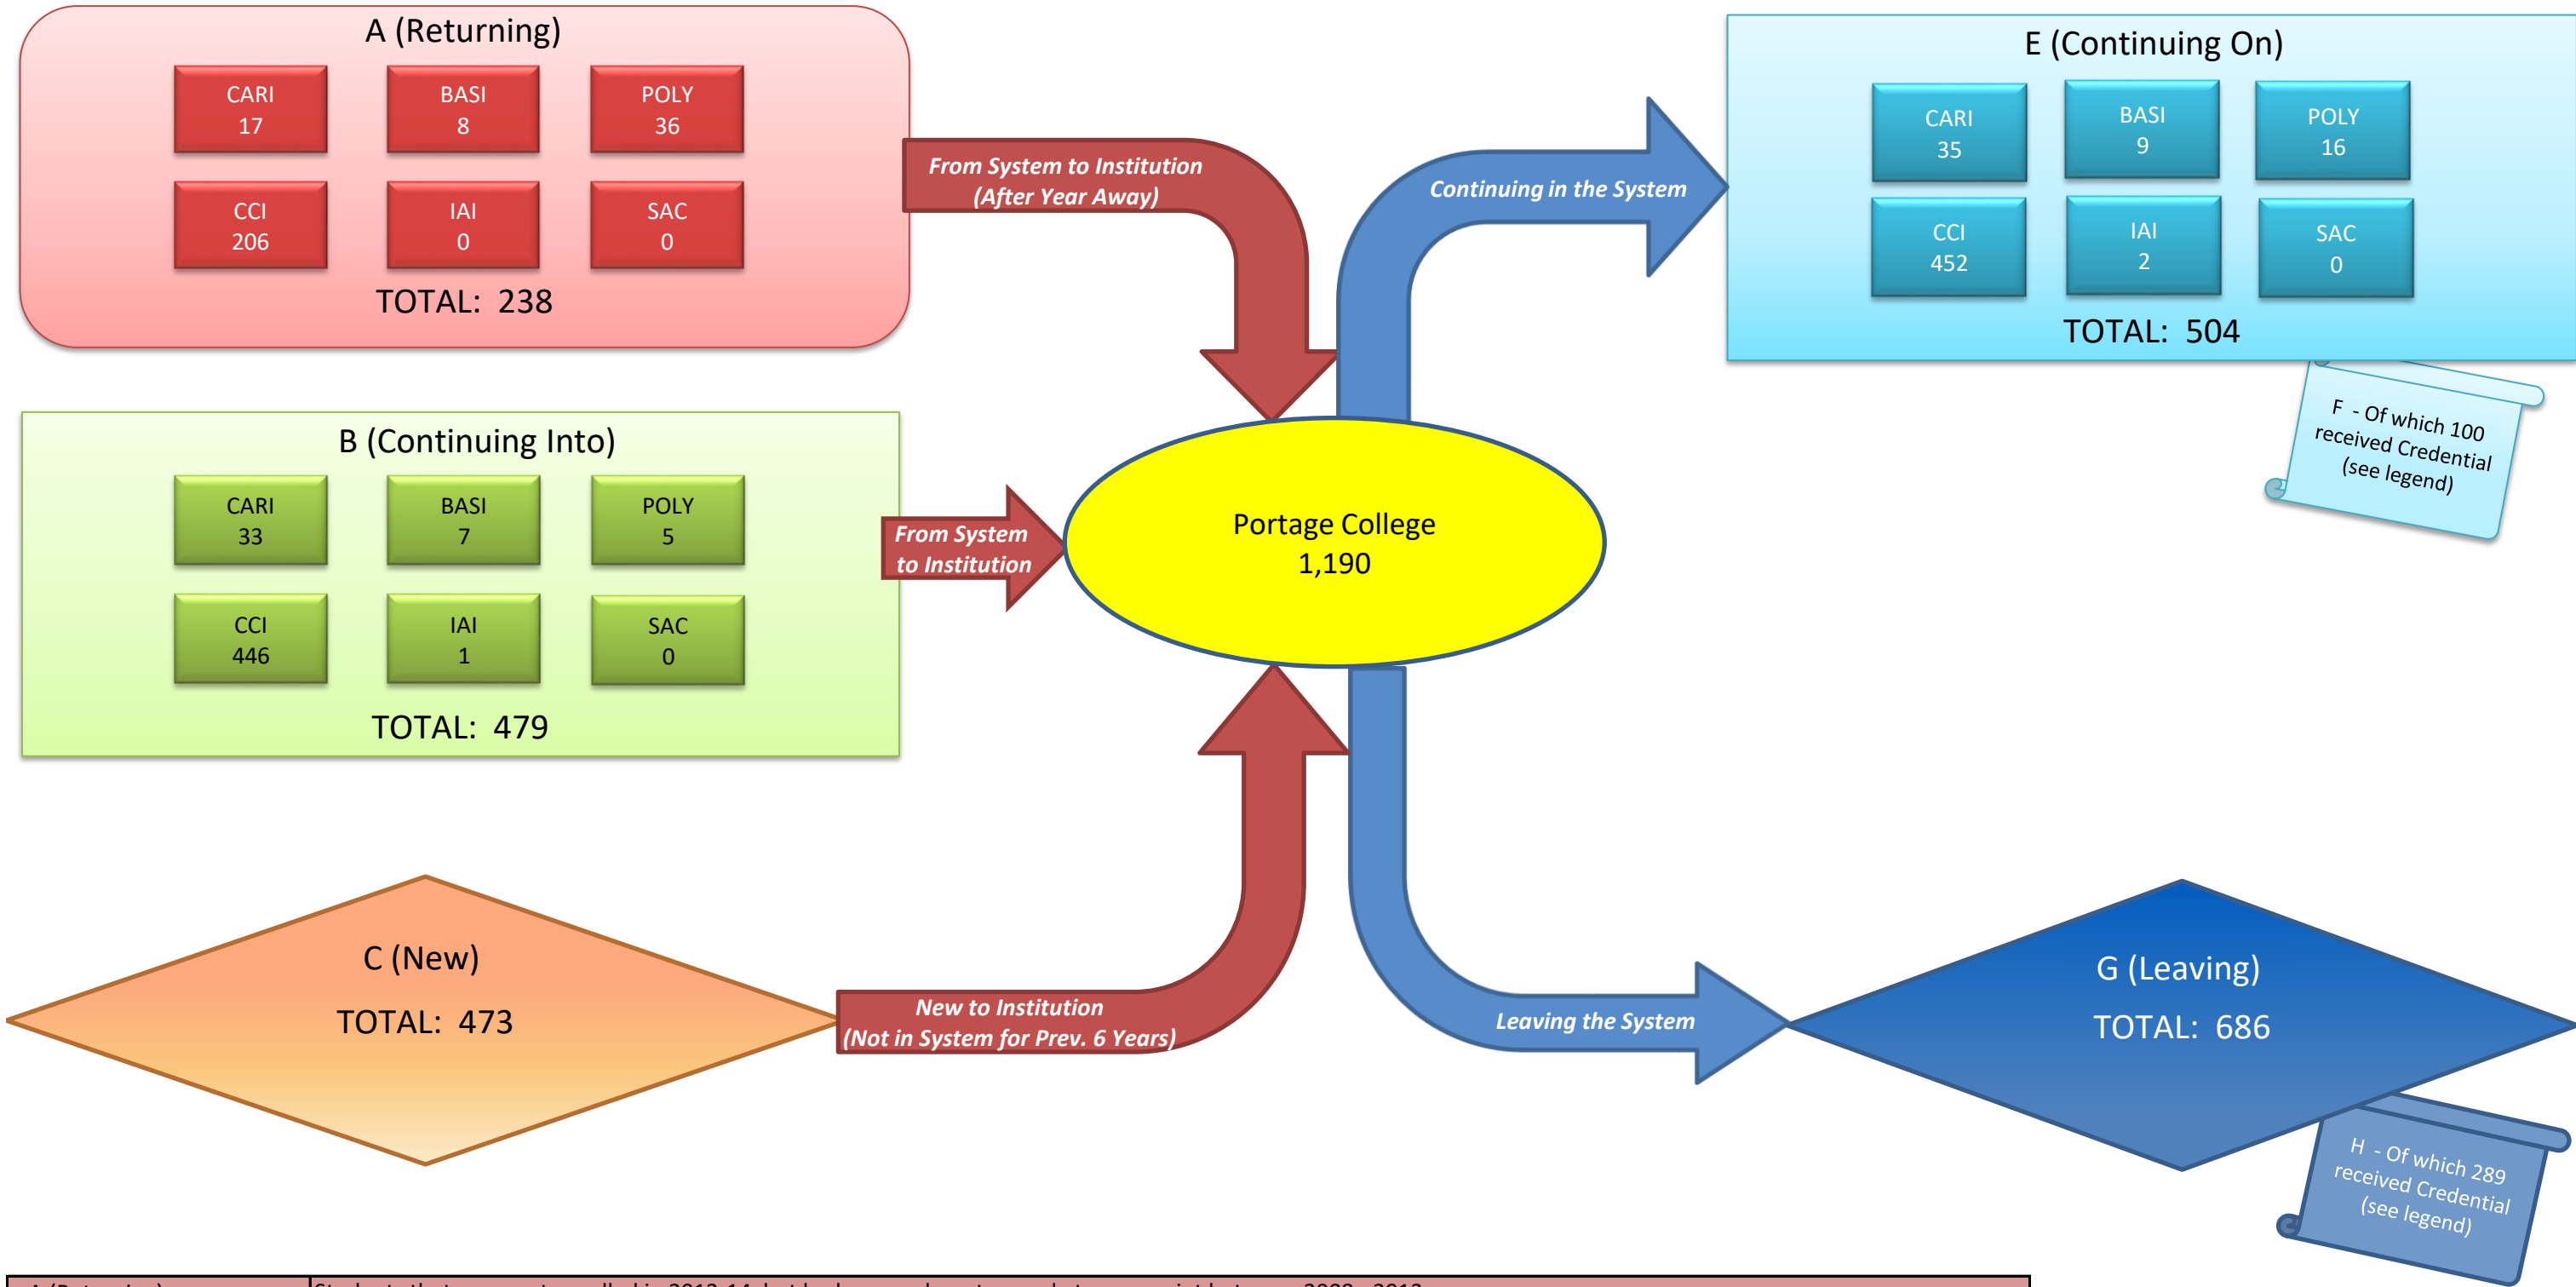 A (Returning)
CARI
17
BASI
8
POLY
36
CCI
206
IAI
0
SAC
0
TOTAL: 238
From System to Institution
(After Year Away)
B (Continuing Into)
CARI
33
BASI
7
POLY
5
CCI
446
IAI
1
SAC
0
TOTAL: 479
From System
to Institution
C (New)
TOTAL: 473
New to Institution
(Not in System for Prev. 6 Years)
Portage College
1,190
Continuing in the System
E (Continuing On)
CARI
35
BASI
9
POLY
16
CCI
452
IAI
2
SAC
0
TOTAL: 504
F - Of which 100
received Credential
(see legend)
Leaving the System
G (Leaving)
TOTAL: 686
H - Of which 289
received Credential
(see legend)